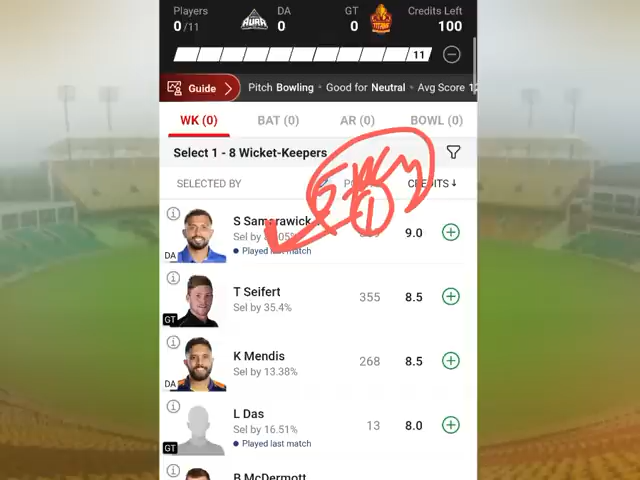 Players DA GT Credits Left
0/11 0 0 100
11
Guide Pitch Bowling • Good for Neutral • Avg Score
WK (0) BAT (0) AR (0) BOWL (0)
Select 1 - 8 Wicket-Keepers
SELECTED BY CREDITS↓
S Samarawick
Sel by 9.0
Played last match
DA
T Seifert
Sel by 35.4% 355 8.5
GT
K Mendis
Sel by 13.38% 268 8.5
DA
L Das
Sel by 16.51% 13 8.0
Played last match
GT
B McDermott